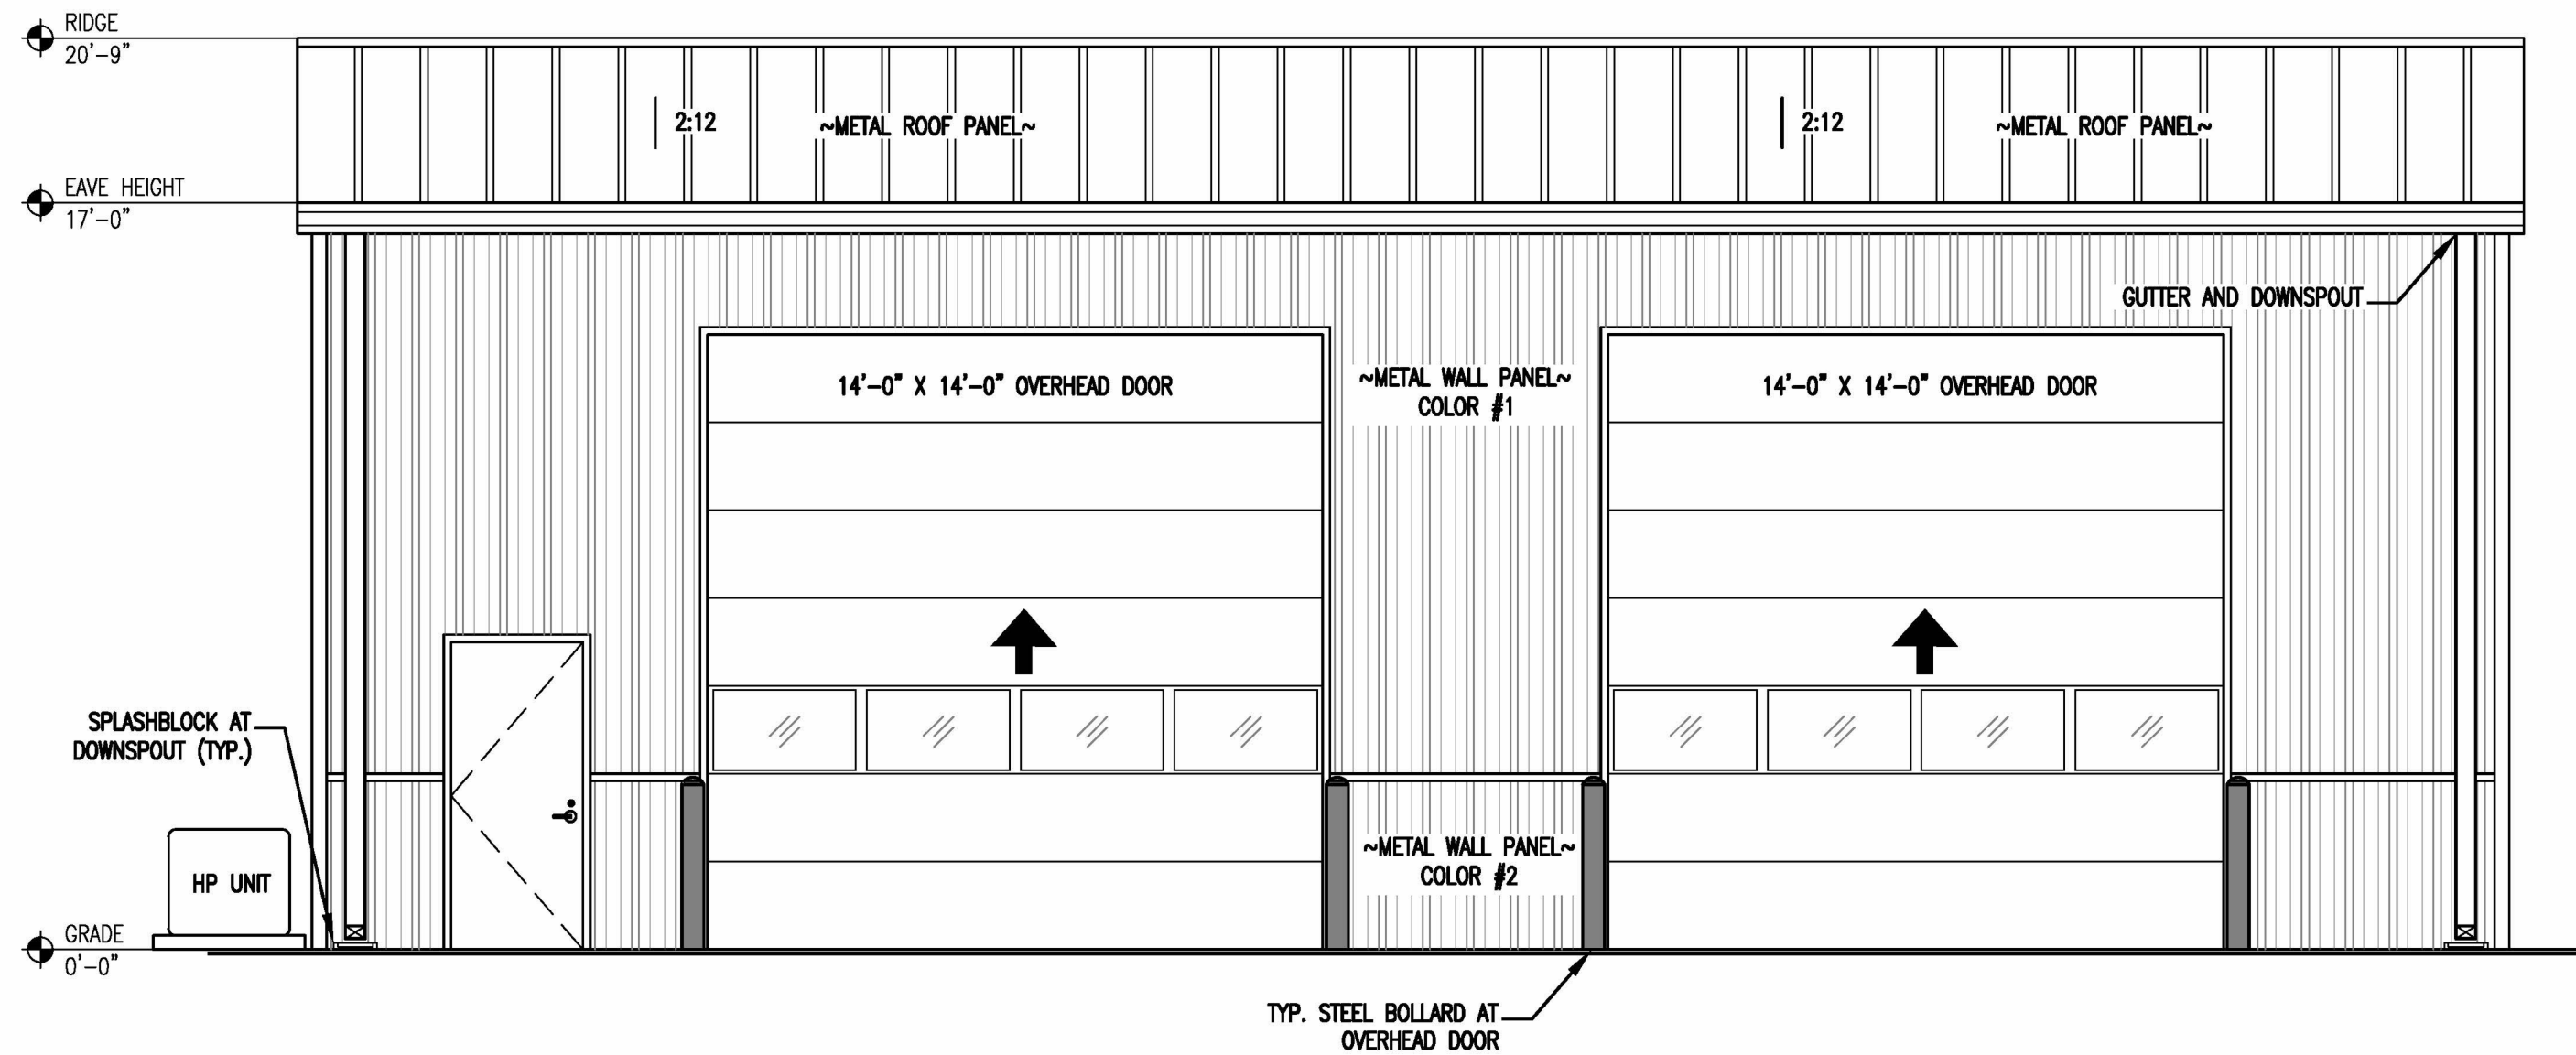 RIDGE
20'-9"
2:12
~METAL ROOF PANEL~
2:12
~METAL ROOF PANEL~
EAVE HEIGHT
17'-0"
GUTTER AND DOWNSPOUT
14'-0" X 14'-0" OVERHEAD DOOR
~METAL WALL PANEL~
COLOR #1
14'-0" X 14'-0" OVERHEAD DOOR
SPLASHBLOCK AT
DOWNSPOUT (TYP.)
~METAL WALL PANEL~
COLOR #2
HP UNIT
GRADE
0'-0"
TYP. STEEL BOLLARD AT
OVERHEAD DOOR